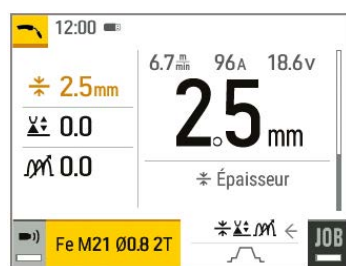 12:00
6.7 m/min 96A 18.6V
2.5mm
2.5 mm
0.0
0.0
Épaisseur
Fe M21 Ø0.8 2T
JOB